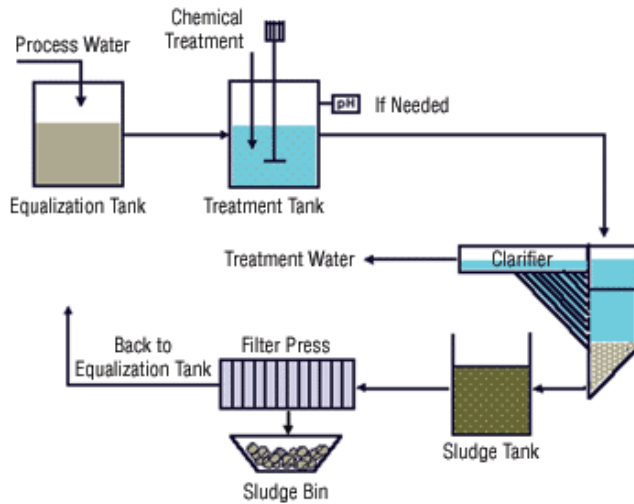 Chemical
Treatment
Process Water
pH
If Needed
Equalization Tank
Treatment Tank
Treatment Water
Clarifier
Back to
Equalization Tank
Filter Press
Sludge Tank
Sludge Bin